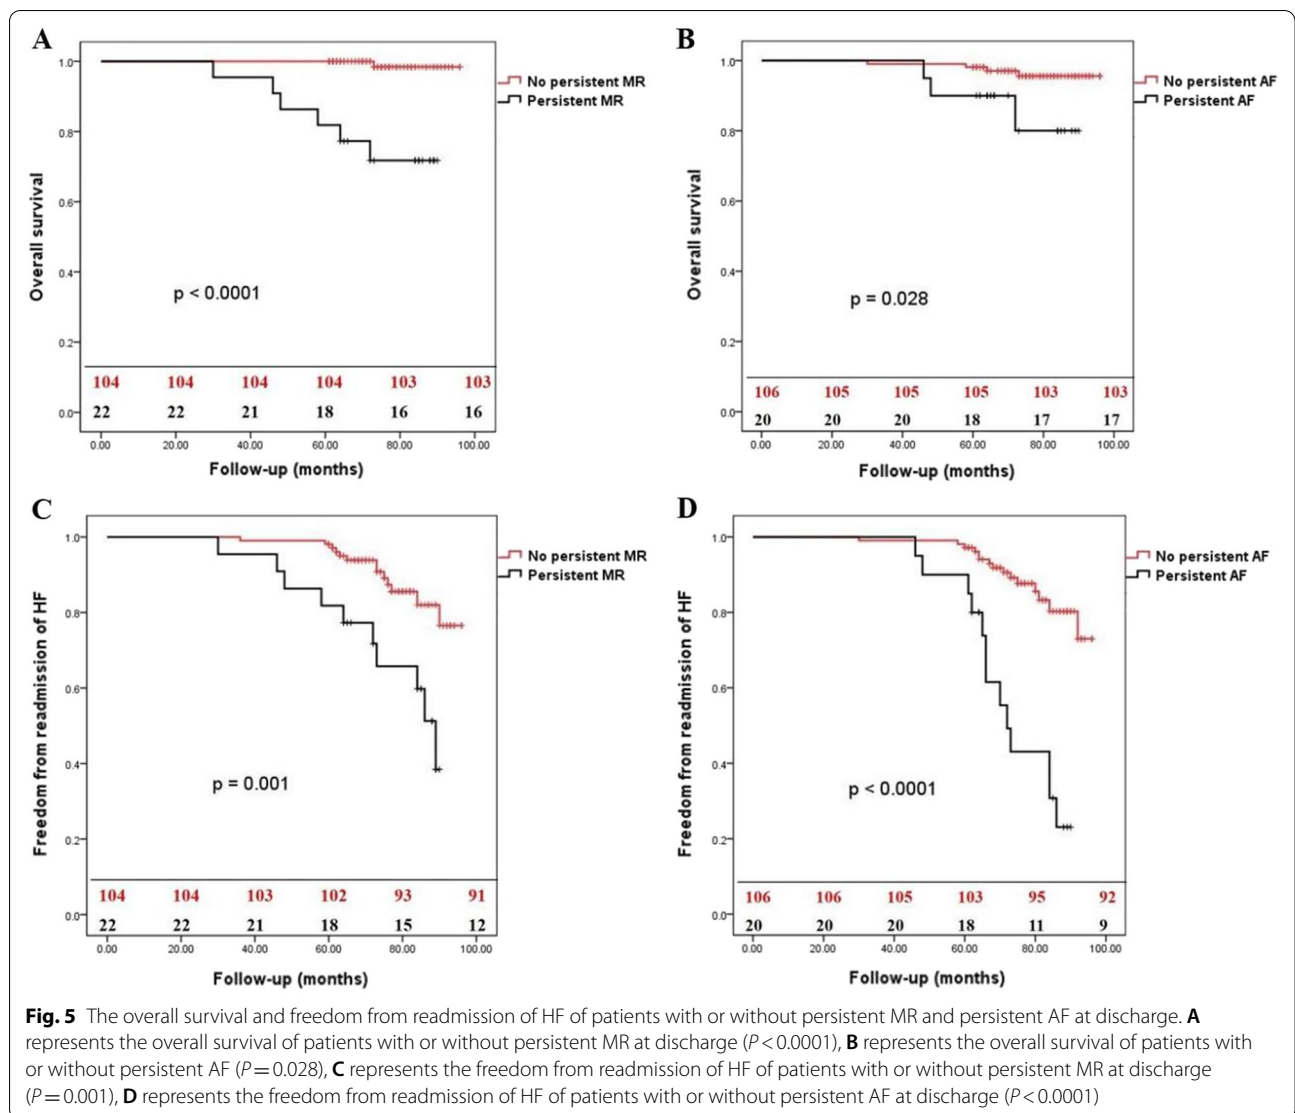 A
1.0
0.8
0.6
0.4
0.2
0.0
Overall survival
No persistent MR
Persistent MR
p < 0.0001
104 104 104 104 103 103
22 22 21 18 16 16
0.00 20.00 40.00 60.00 80.00 100.00
Follow-up (months)
B
1.0
0.8
0.6
0.4
0.2
0.0
Overall survival
No persistent AF
Persistent AF
p = 0.028
106 105 105 105 103 103
20 20 20 18 17 17
0.00 20.00 40.00 60.00 80.00 100.00
Follow-up (months)
C
1.0
0.8
0.6
0.4
0.2
0.0
Freedom from readmission of HF
No persistent MR
Persistent MR
p = 0.001
104 104 103 102 93 91
22 22 21 18 15 12
0.00 20.00 40.00 60.00 80.00 100.00
Follow-up (months)
D
1.0
0.8
0.6
0.4
0.2
0.0
Freedom from readmission of HF
No persistent AF
Persistent AF
p < 0.0001
106 106 105 103 95 92
20 20 20 18 11 9
0.00 20.00 40.00 60.00 80.00 100.00
Follow-up (months)
Fig. 5 The overall survival and freedom from readmission of HF of patients with or without persistent MR and persistent AF at discharge. A
represents the overall survival of patients with or without persistent MR at discharge (P < 0.0001), B represents the overall survival of patients with
or without persistent AF (P = 0.028), C represents the freedom from readmission of HF of patients with or without persistent MR at discharge
(P = 0.001), D represents the freedom from readmission of HF of patients with or without persistent AF at discharge (P < 0.0001)